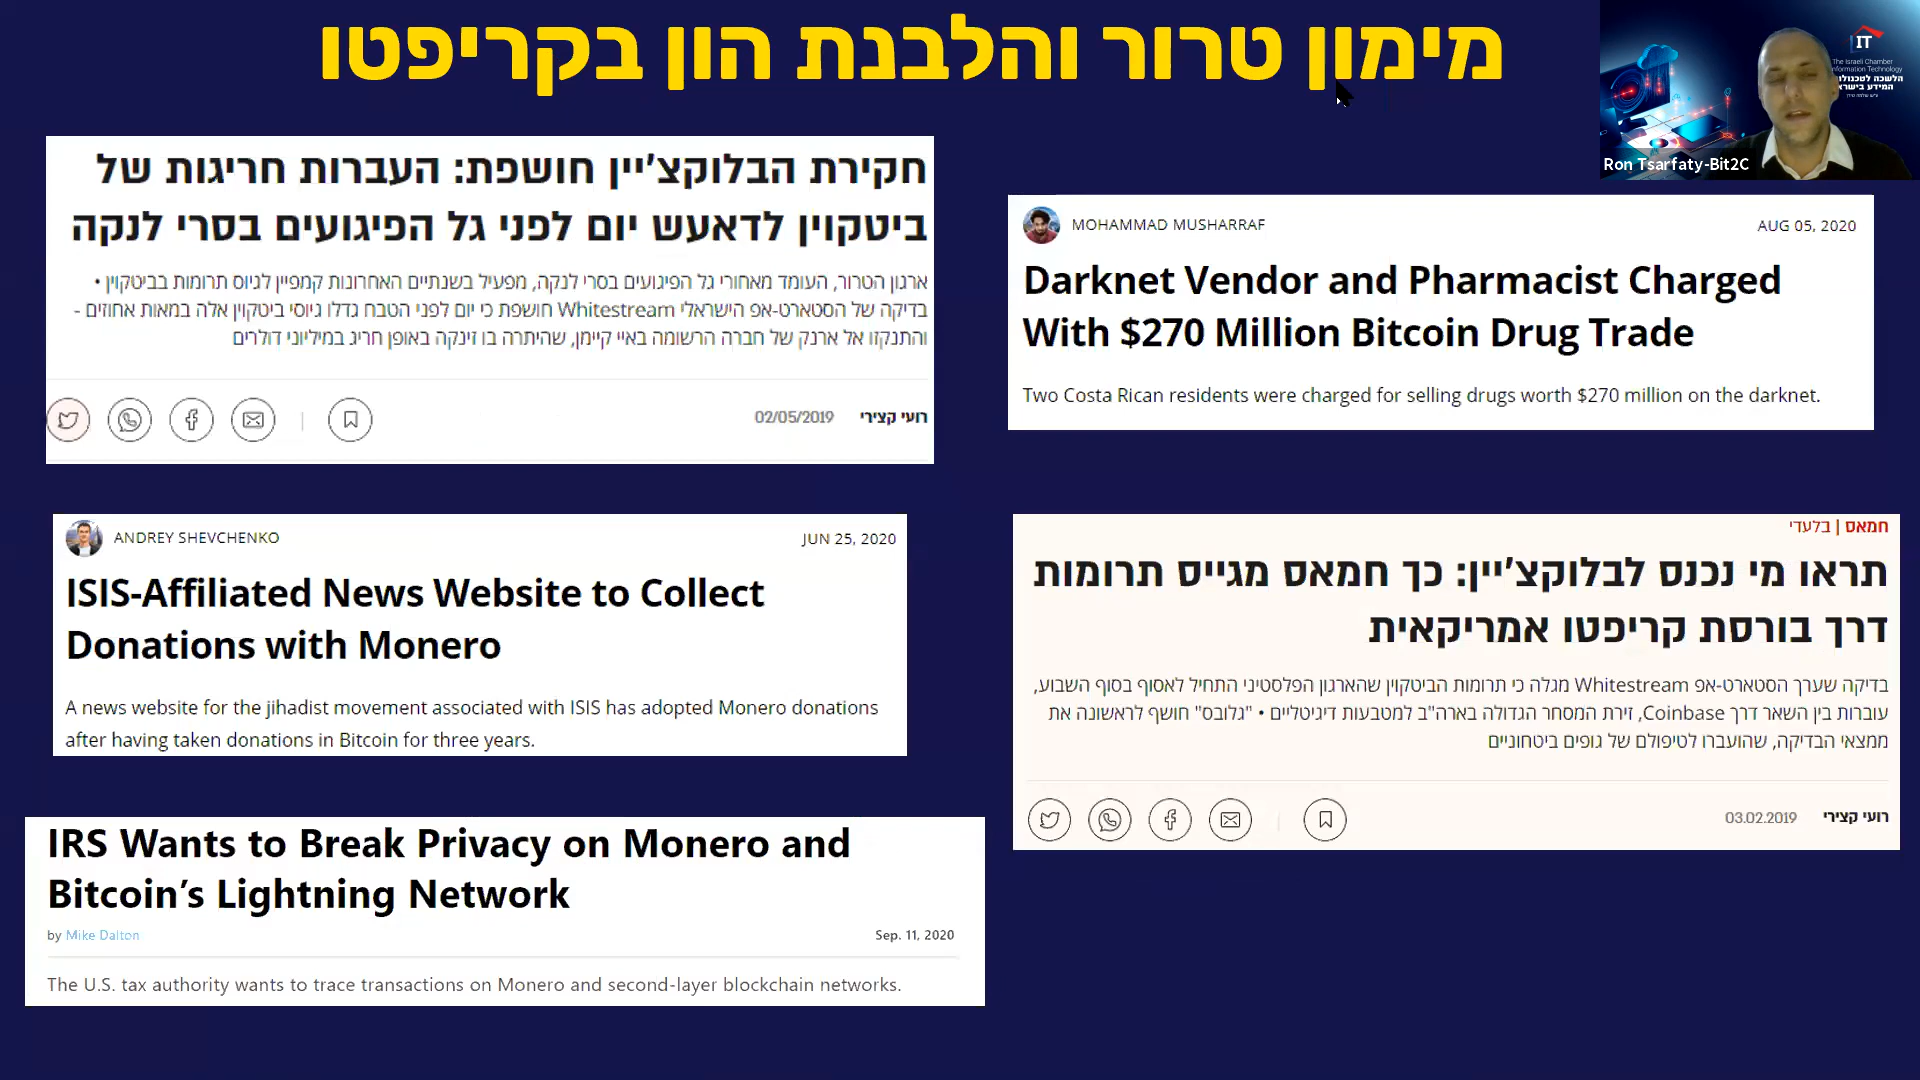 מימון טרור והלבנת הון בקריפטו
IT
The Israeli Chamber
Information Technology
הלשכה לטכנולוגיות
המידע בישראל
Ron Tsarfaty-Bit2C
חקירת הבלוקצ'יין חושפת: העברות חריגות של
ביטקוין לדאעש יום לפני גל הפיגועים בסרי לנקה
ארגון הטרור, העומד מאחורי גל הפיגועים בסרי לנקה, מפעיל בשנתיים האחרונות קמפיין לגיוס תרומות בביטקוין •
בדיקה של הסטארט-אפ הישראלי Whitestream חושפת כי יום לפני הטבח גדלו גיוסי ביטקוין אלה במאות אחוזים -
והתנקזו אל ארנק של חברה הרשומה באיי קיימן, שהיתרה בו זינקה באופן חריג במיליוני דולרים
רועי קצירי 02/05/2019
MOHAMMAD MUSHARRAF AUG 05, 2020
Darknet Vendor and Pharmacist Charged
With $270 Million Bitcoin Drug Trade
Two Costa Rican residents were charged for selling drugs worth $270 million on the darknet.
ANDREY SHEVCHENKO JUN 25, 2020
ISIS-Affiliated News Website to Collect
Donations with Monero
A news website for the jihadist movement associated with ISIS has adopted Monero donations
after having taken donations in Bitcoin for three years.
חמאס | בלעדי
תראו מי נכנס לבלוקצ'יין: כך חמאס מגייס תרומות
דרך בורסת קריפטו אמריקאית
בדיקה שערך הסטארט-אפ Whitestream מגלה כי תרומות הביטקוין שהארגון הפלסטיני התחיל לאסוף בסוף השבוע,
עוברות בין השאר דרך Coinbase, זירת המסחר הגדולה בארה"ב למטבעות דיגיטליים • "גלובס" חושף לראשונה את
ממצאי הבדיקה, שהועברו לטיפולם של גופים ביטחוניים
רועי קצירי 03.02.2019
IRS Wants to Break Privacy on Monero and
Bitcoin's Lightning Network
by Mike Dalton Sep. 11, 2020
The U.S. tax authority wants to trace transactions on Monero and second-layer blockchain networks.